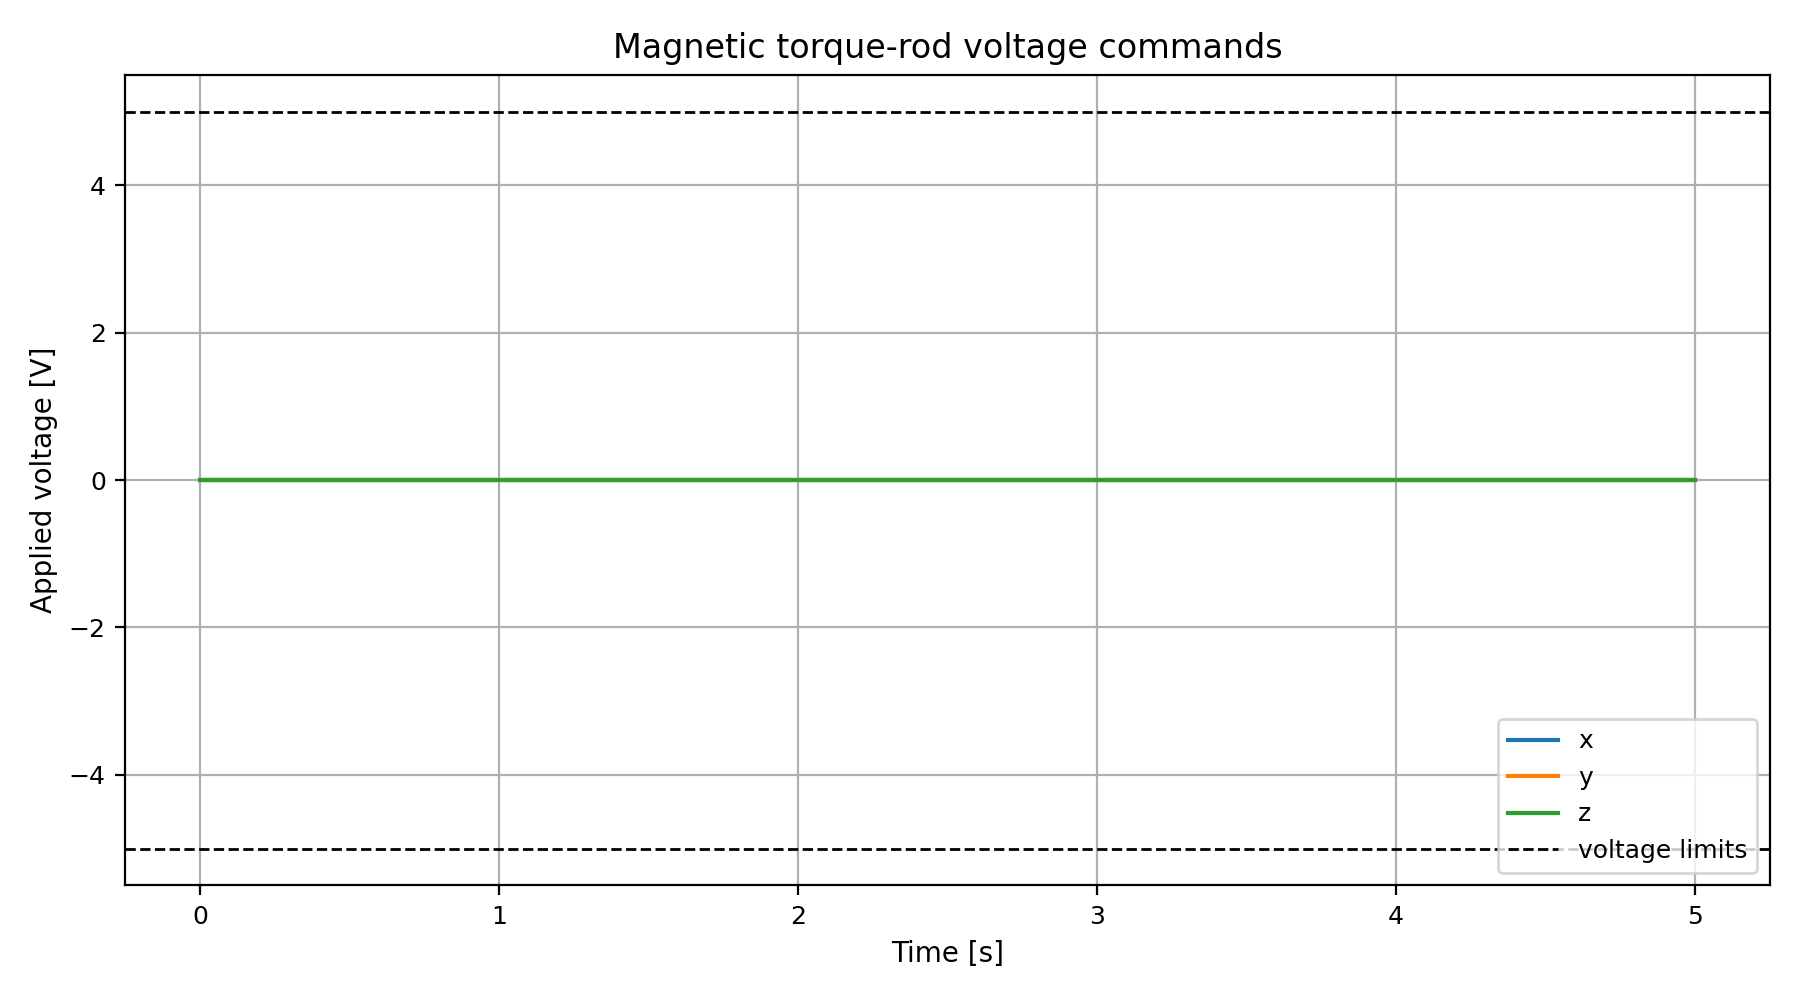 Magnetic torque-rod voltage commands
Applied voltage [V]
4
2
0
−2
−4
x
y
z
voltage limits
0 1 2 3 4 5
Time [s]